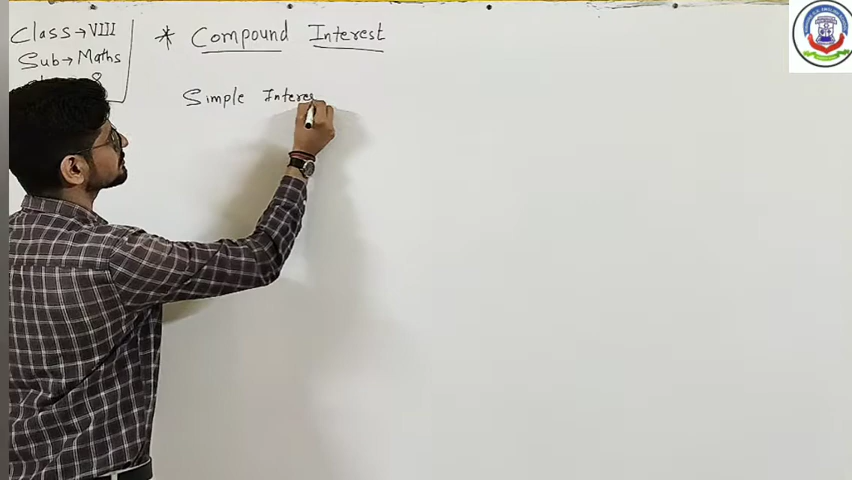 Class → VIII
Sub → Maths
* Compound Interest
Simple Interes